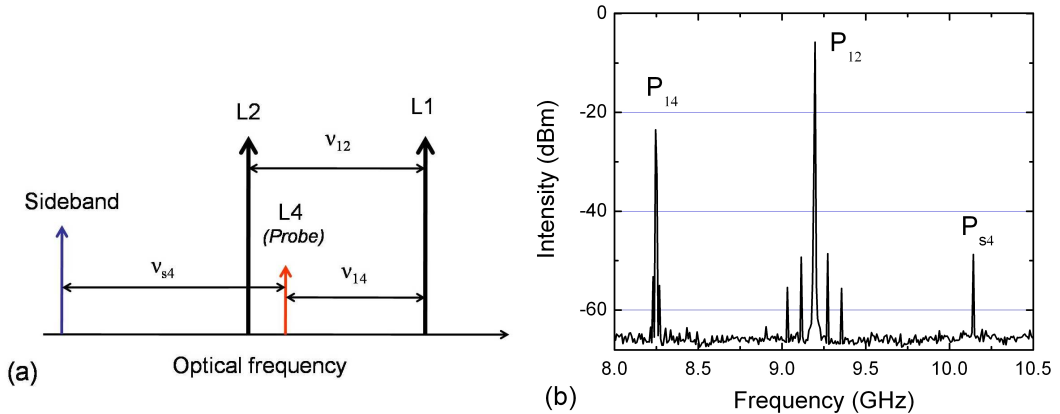 L2
L1
ν12
Sideband
L4
(Probe)
νs4
ν14
Optical frequency
(a)
0
-20
-40
-60
Intensity (dBm)
P14
P12
Ps4
8.0 8.5 9.0 9.5 10.0 10.5
Frequency (GHz)
(b)